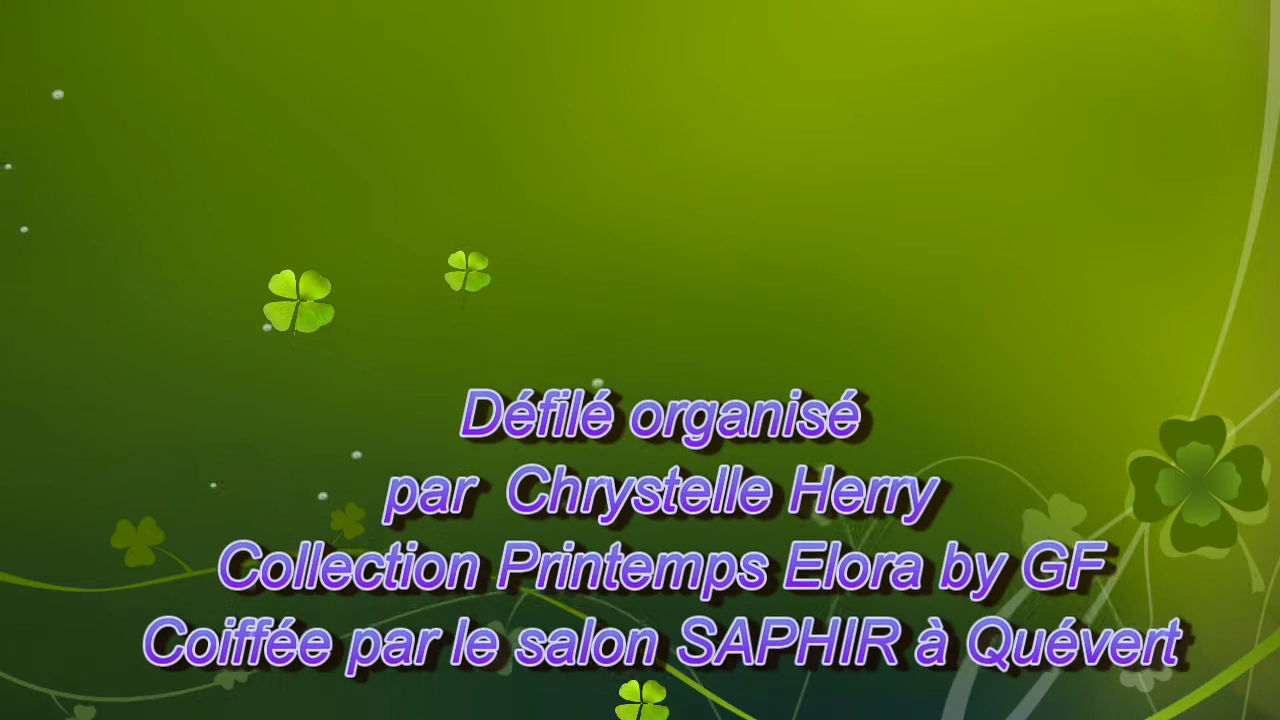 Défilé organisé
par Chrystelle Herry
Collection Printemps Elora by GF
Coiffée par le salon SAPHIR à Quévert